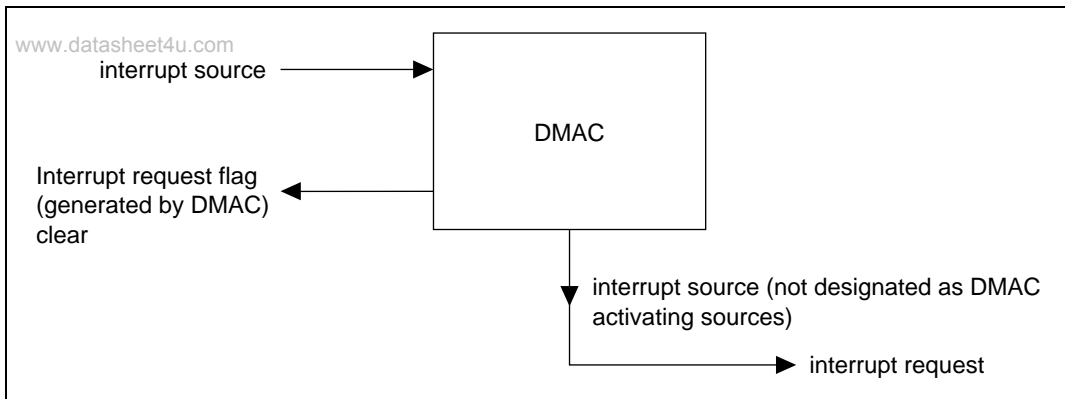 www.datasheet4u.com
interrupt source
DMAC
Interrupt request flag
(generated by DMAC)
clear
interrupt source (not designated as DMAC
activating sources)
interrupt request